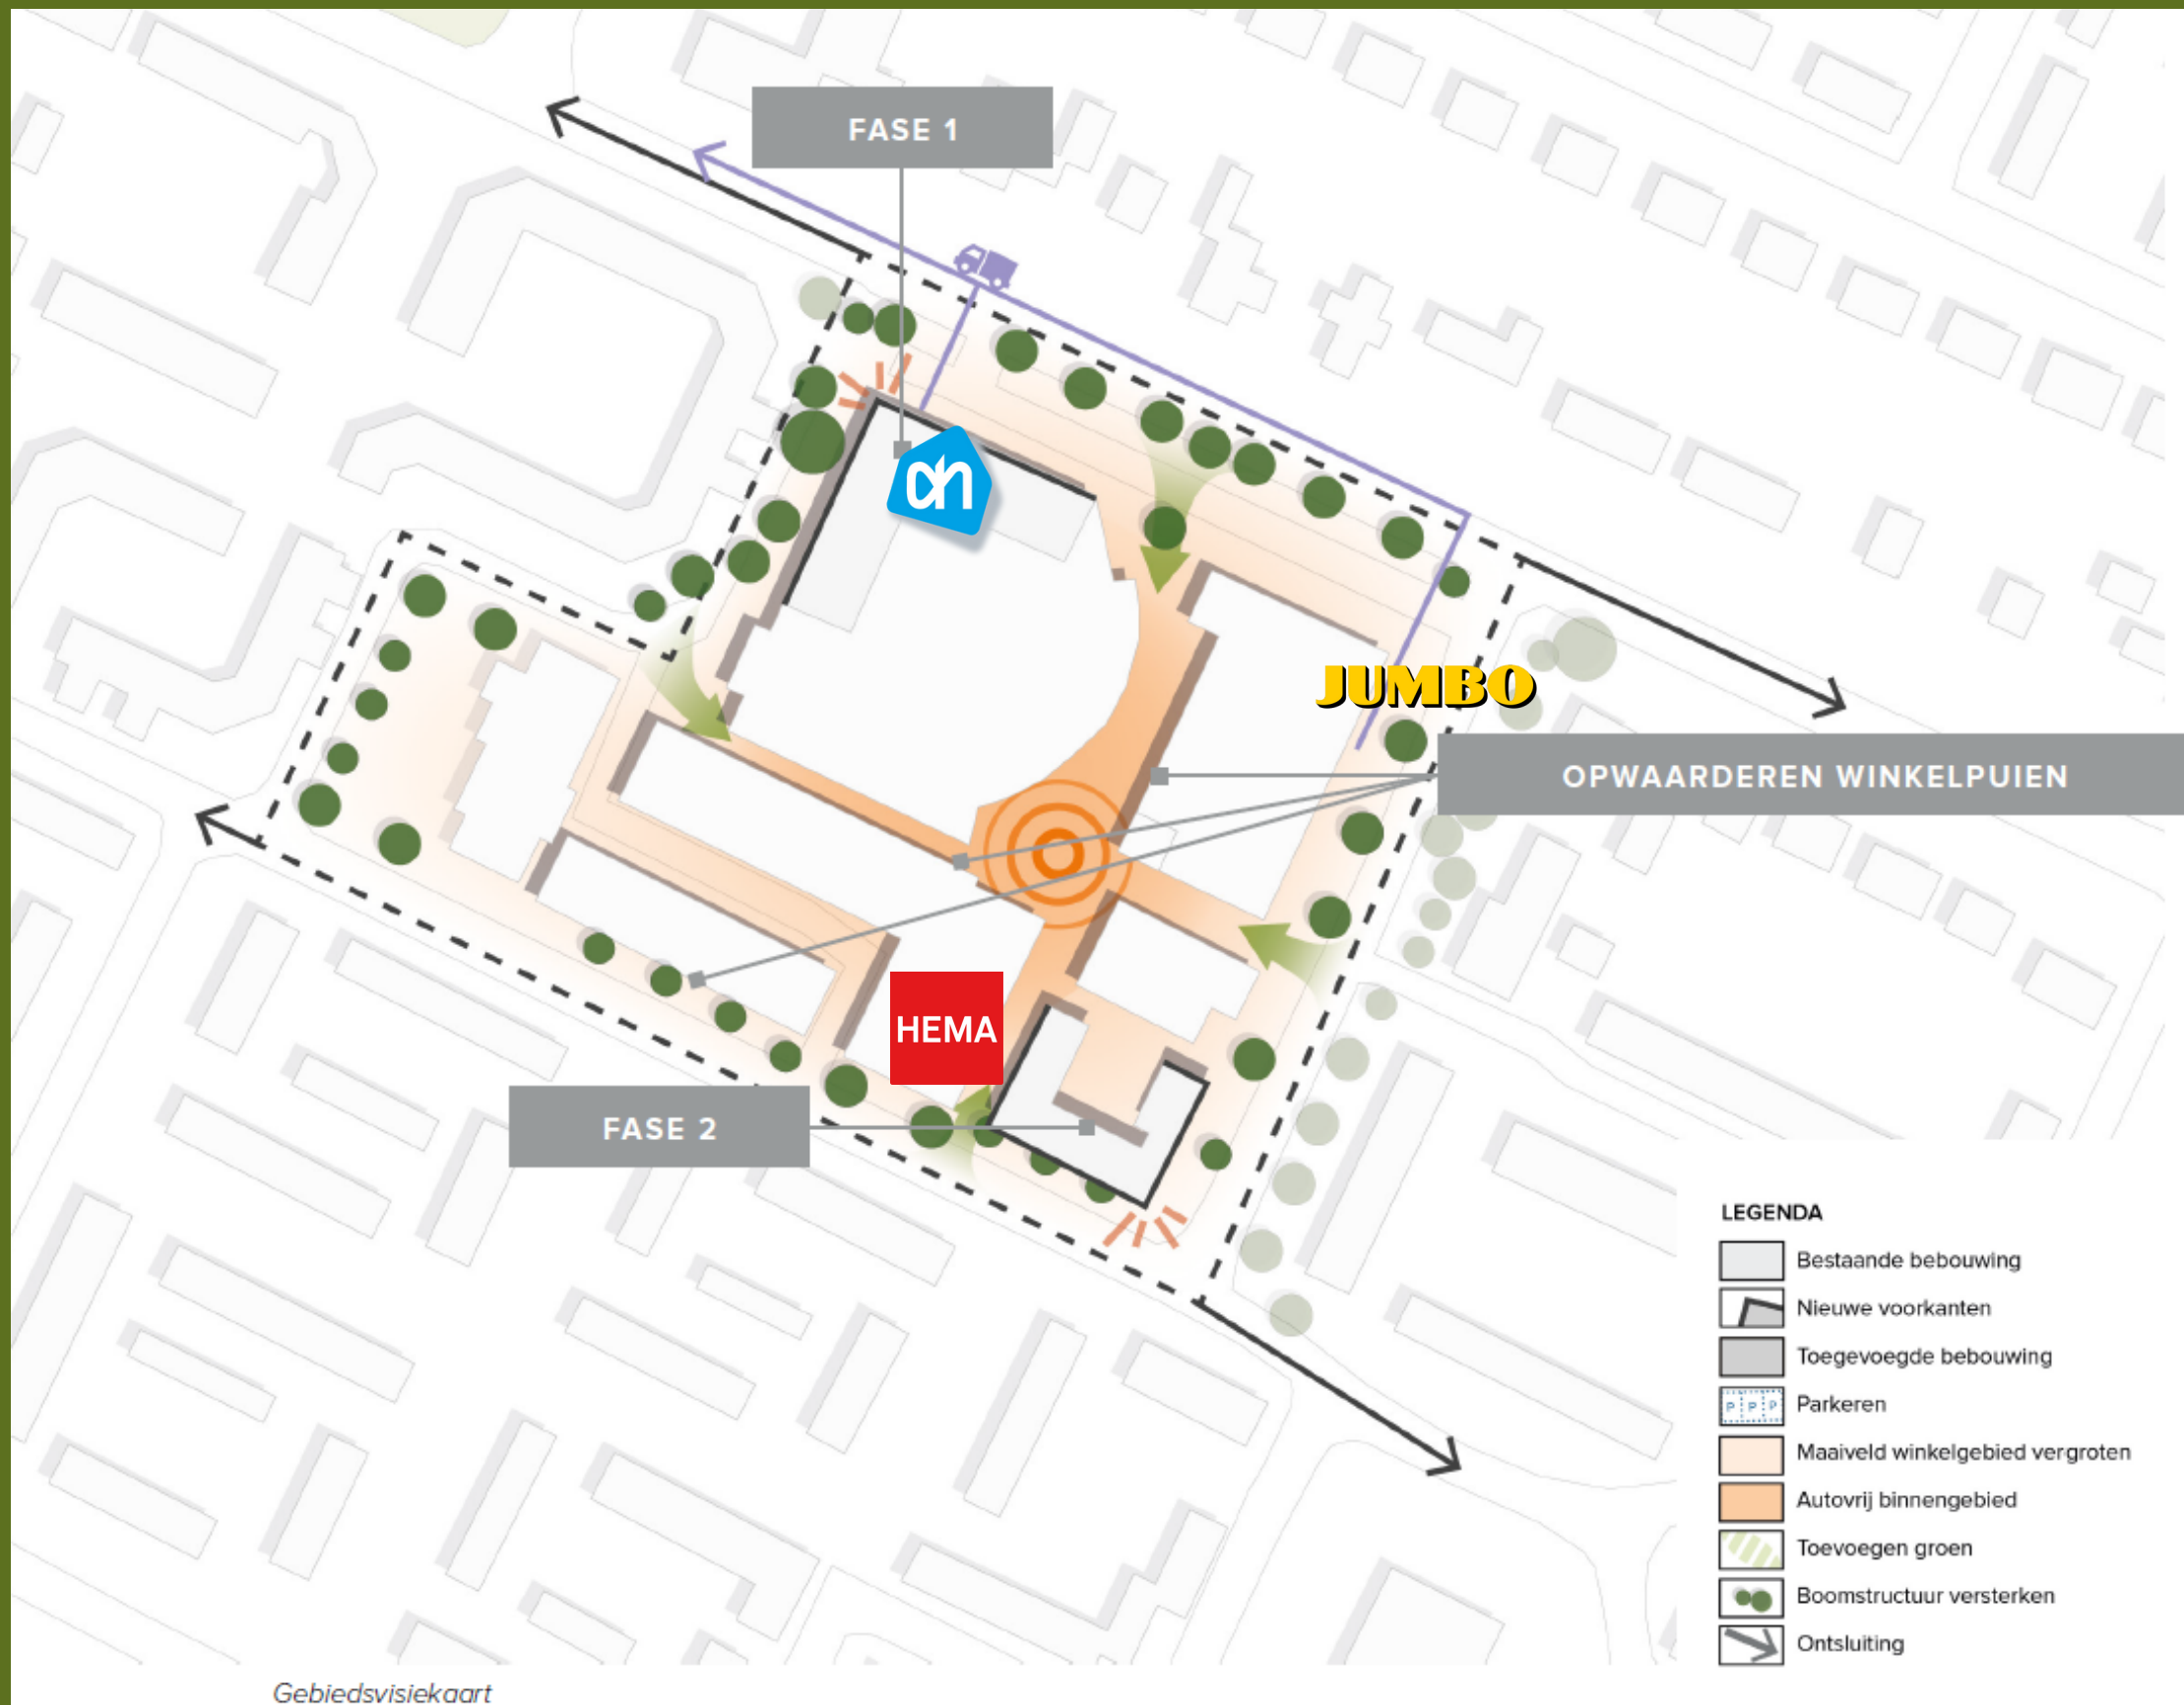 FASE 1
ah
JUMBO
OPWAARDEREN WINKELPUIEN
HEMA
FASE 2
LEGENDA
Bestaande bebouwing
Nieuwe voorkanten
Toegevoegde bebouwing
P P P Parkeren
Maaiveld winkelgebied vergroten
Autovrij binnengebied
Toevoegen groen
Boomstructuur versterken
Ontsluiting
Gebiedsvisiekaart